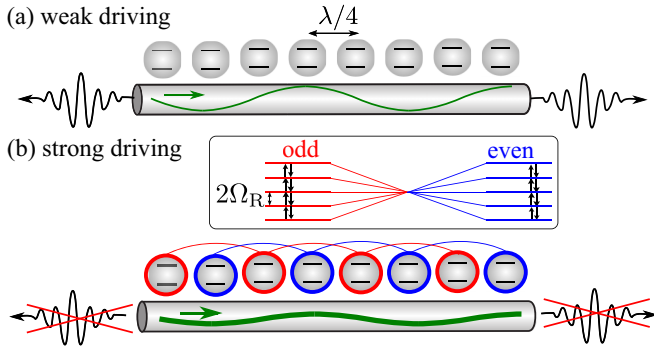 (a) weak driving
λ/4
(b) strong driving
odd even
2Ω_R